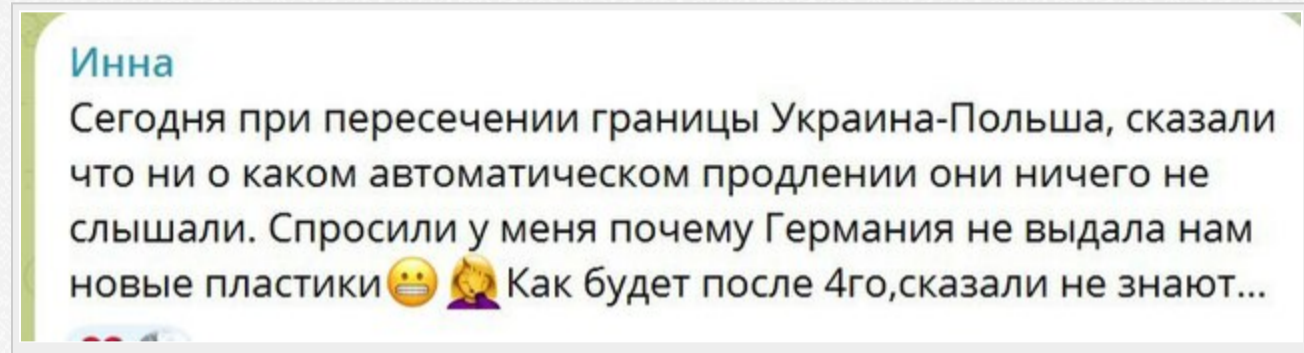 Инна
Сегодня при пересечении границы Украина-Польша, сказали
что ни о каком автоматическом продлении они ничего не
слышали. Спросили у меня почему Германия не выдала нам
новые пластики😬🤦‍♀️Как будет после 4го,сказали не знают...